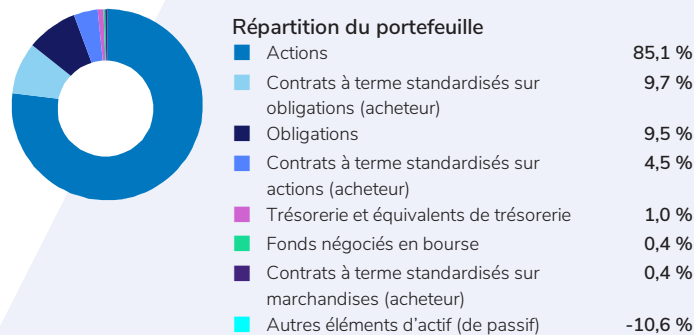 Répartition du portefeuille
Actions 85,1 %
Contrats à terme standardisés sur 9,7 %
obligations (acheteur)
Obligations 9,5 %
Contrats à terme standardisés sur 4,5 %
actions (acheteur)
Trésorerie et équivalents de trésorerie 1,0 %
Fonds négociés en bourse 0,4 %
Contrats à terme standardisés sur 0,4 %
marchandises (acheteur)
Autres éléments d’actif (de passif) -10,6 %